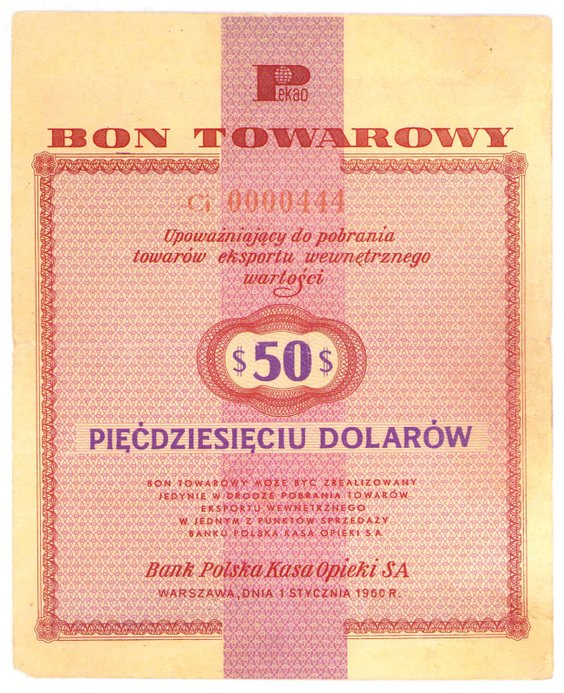 Pekao
BON TOWAROWY
Ci 0000444
Upoważniający do pobrania
towarów eksportu wewnętrznego
wartości
$ 50 $
PIĘĆDZIESIĘCIU DOLARÓW
BON TOWAROWY MOŻE BYĆ ZREALIZOWANY
JEDYNIE W DRODZE POBRANIA TOWARÓW
EKSPORTU WEWNĘTRZNEGO
W JEDNYM Z PUNKTÓW SPRZEDAŻY
BANKU POLSKA KASA OPIEKI S A
Bank Polska Kasa Opieki SA
WARSZAWA, DNIA 1 STYCZNIA 1960 R.